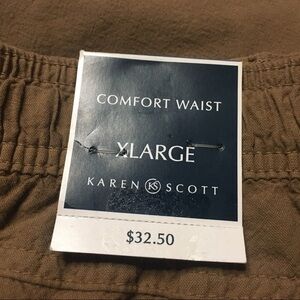 COMFORT WAIST
XLARGE
KAREN KS SCOTT
$32.50